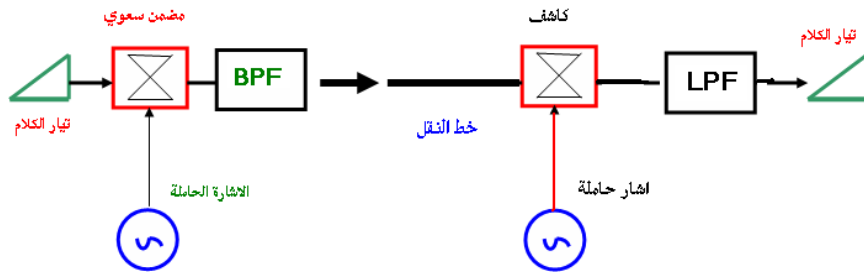 مضمن سعوي
كاشف
تيار الكلام
BPF
LPF
تيار الكلام
خط النقل
الاشارة الحاملة
اشار حاملة